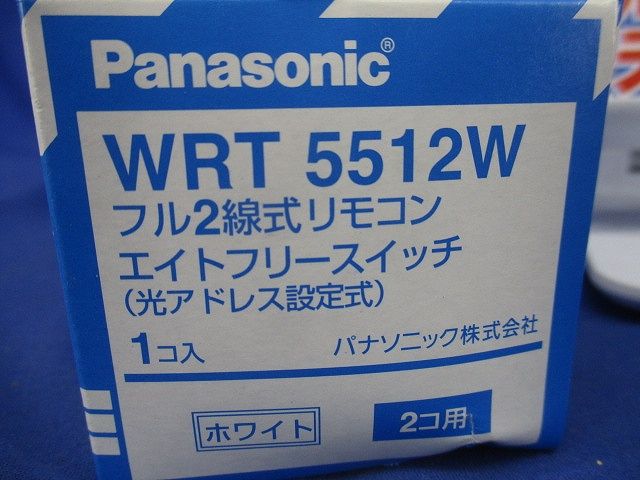 Panasonic®
WRT 5512W
フル2線式リモコン
エイトフリースイッチ
(光アドレス設定式)
1コ入
パナソニック株式会社
ホワイト
2コ用